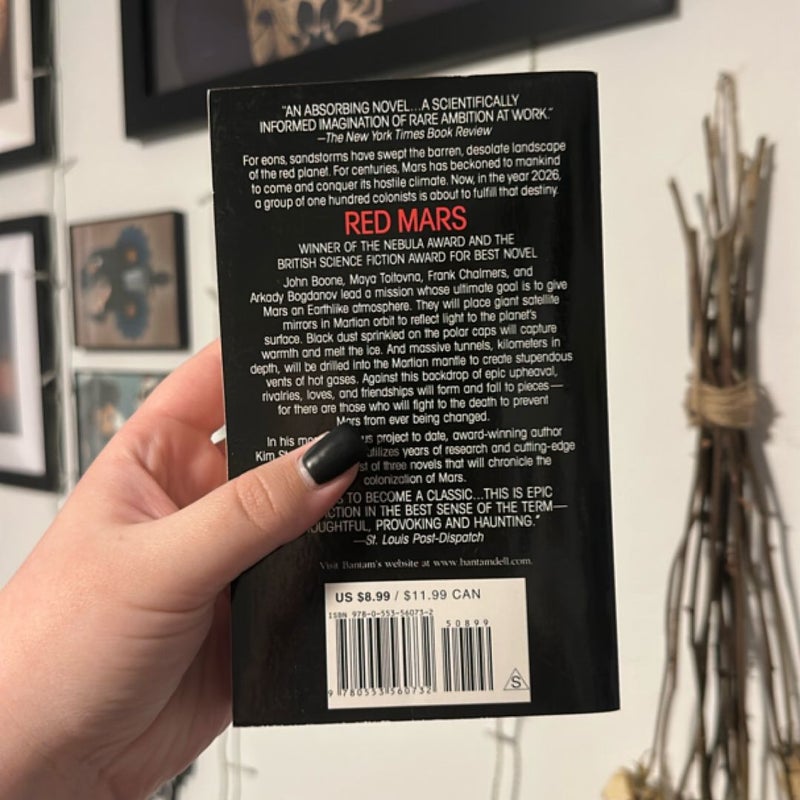 "AN ABSORBING NOVEL...A SCIENTIFICALLY
INFORMED IMAGINATION OF RARE AMBITION AT WORK."
—The New York Times Book Review
For eons, sandstorms have swept the barren, desolate landscape
of the red planet. For centuries, Mars has beckoned to mankind
to come and conquer its hostile climate. Now, in the year 2026,
a group of one hundred colonists is about to fulfill that destiny.
RED MARS
WINNER OF THE NEBULA AWARD AND THE
BRITISH SCIENCE FICTION AWARD FOR BEST NOVEL
John Boone, Maya Toitovna, Frank Chalmers, and
Arkady Bogdanov lead a mission whose ultimate goal is to give
Mars an Earthlike atmosphere. They will place giant satellite
mirrors in Martian orbit to reflect light to the planet's
surface. Black dust sprinkled on the polar caps will capture
warmth and melt the ice. And massive tunnels, kilometers in
depth, will be drilled into the Martian mantle to create stupendous
vents of hot gases. Against this backdrop of epic upheaval,
rivalries, loves, and friendships will form and fall to pieces—
for there are those who will fight to the death to prevent
Mars from ever being changed.
In his project to date, award-winning author
Kim utilizes years of research and cutting-edge
of three novels that will chronicle the
colonization of Mars.
TO BECOME A CLASSIC...THIS IS EPIC
IN THE BEST SENSE OF THE TERM—
PROVOKING AND HAUNTING."
—St. Louis Post-Dispatch
Visit Bantam's website at www.bantamdell.com.
US $8.99 / $11.99 CAN
ISBN 978-0-553-56073-2
50899
9 780553 560732
S